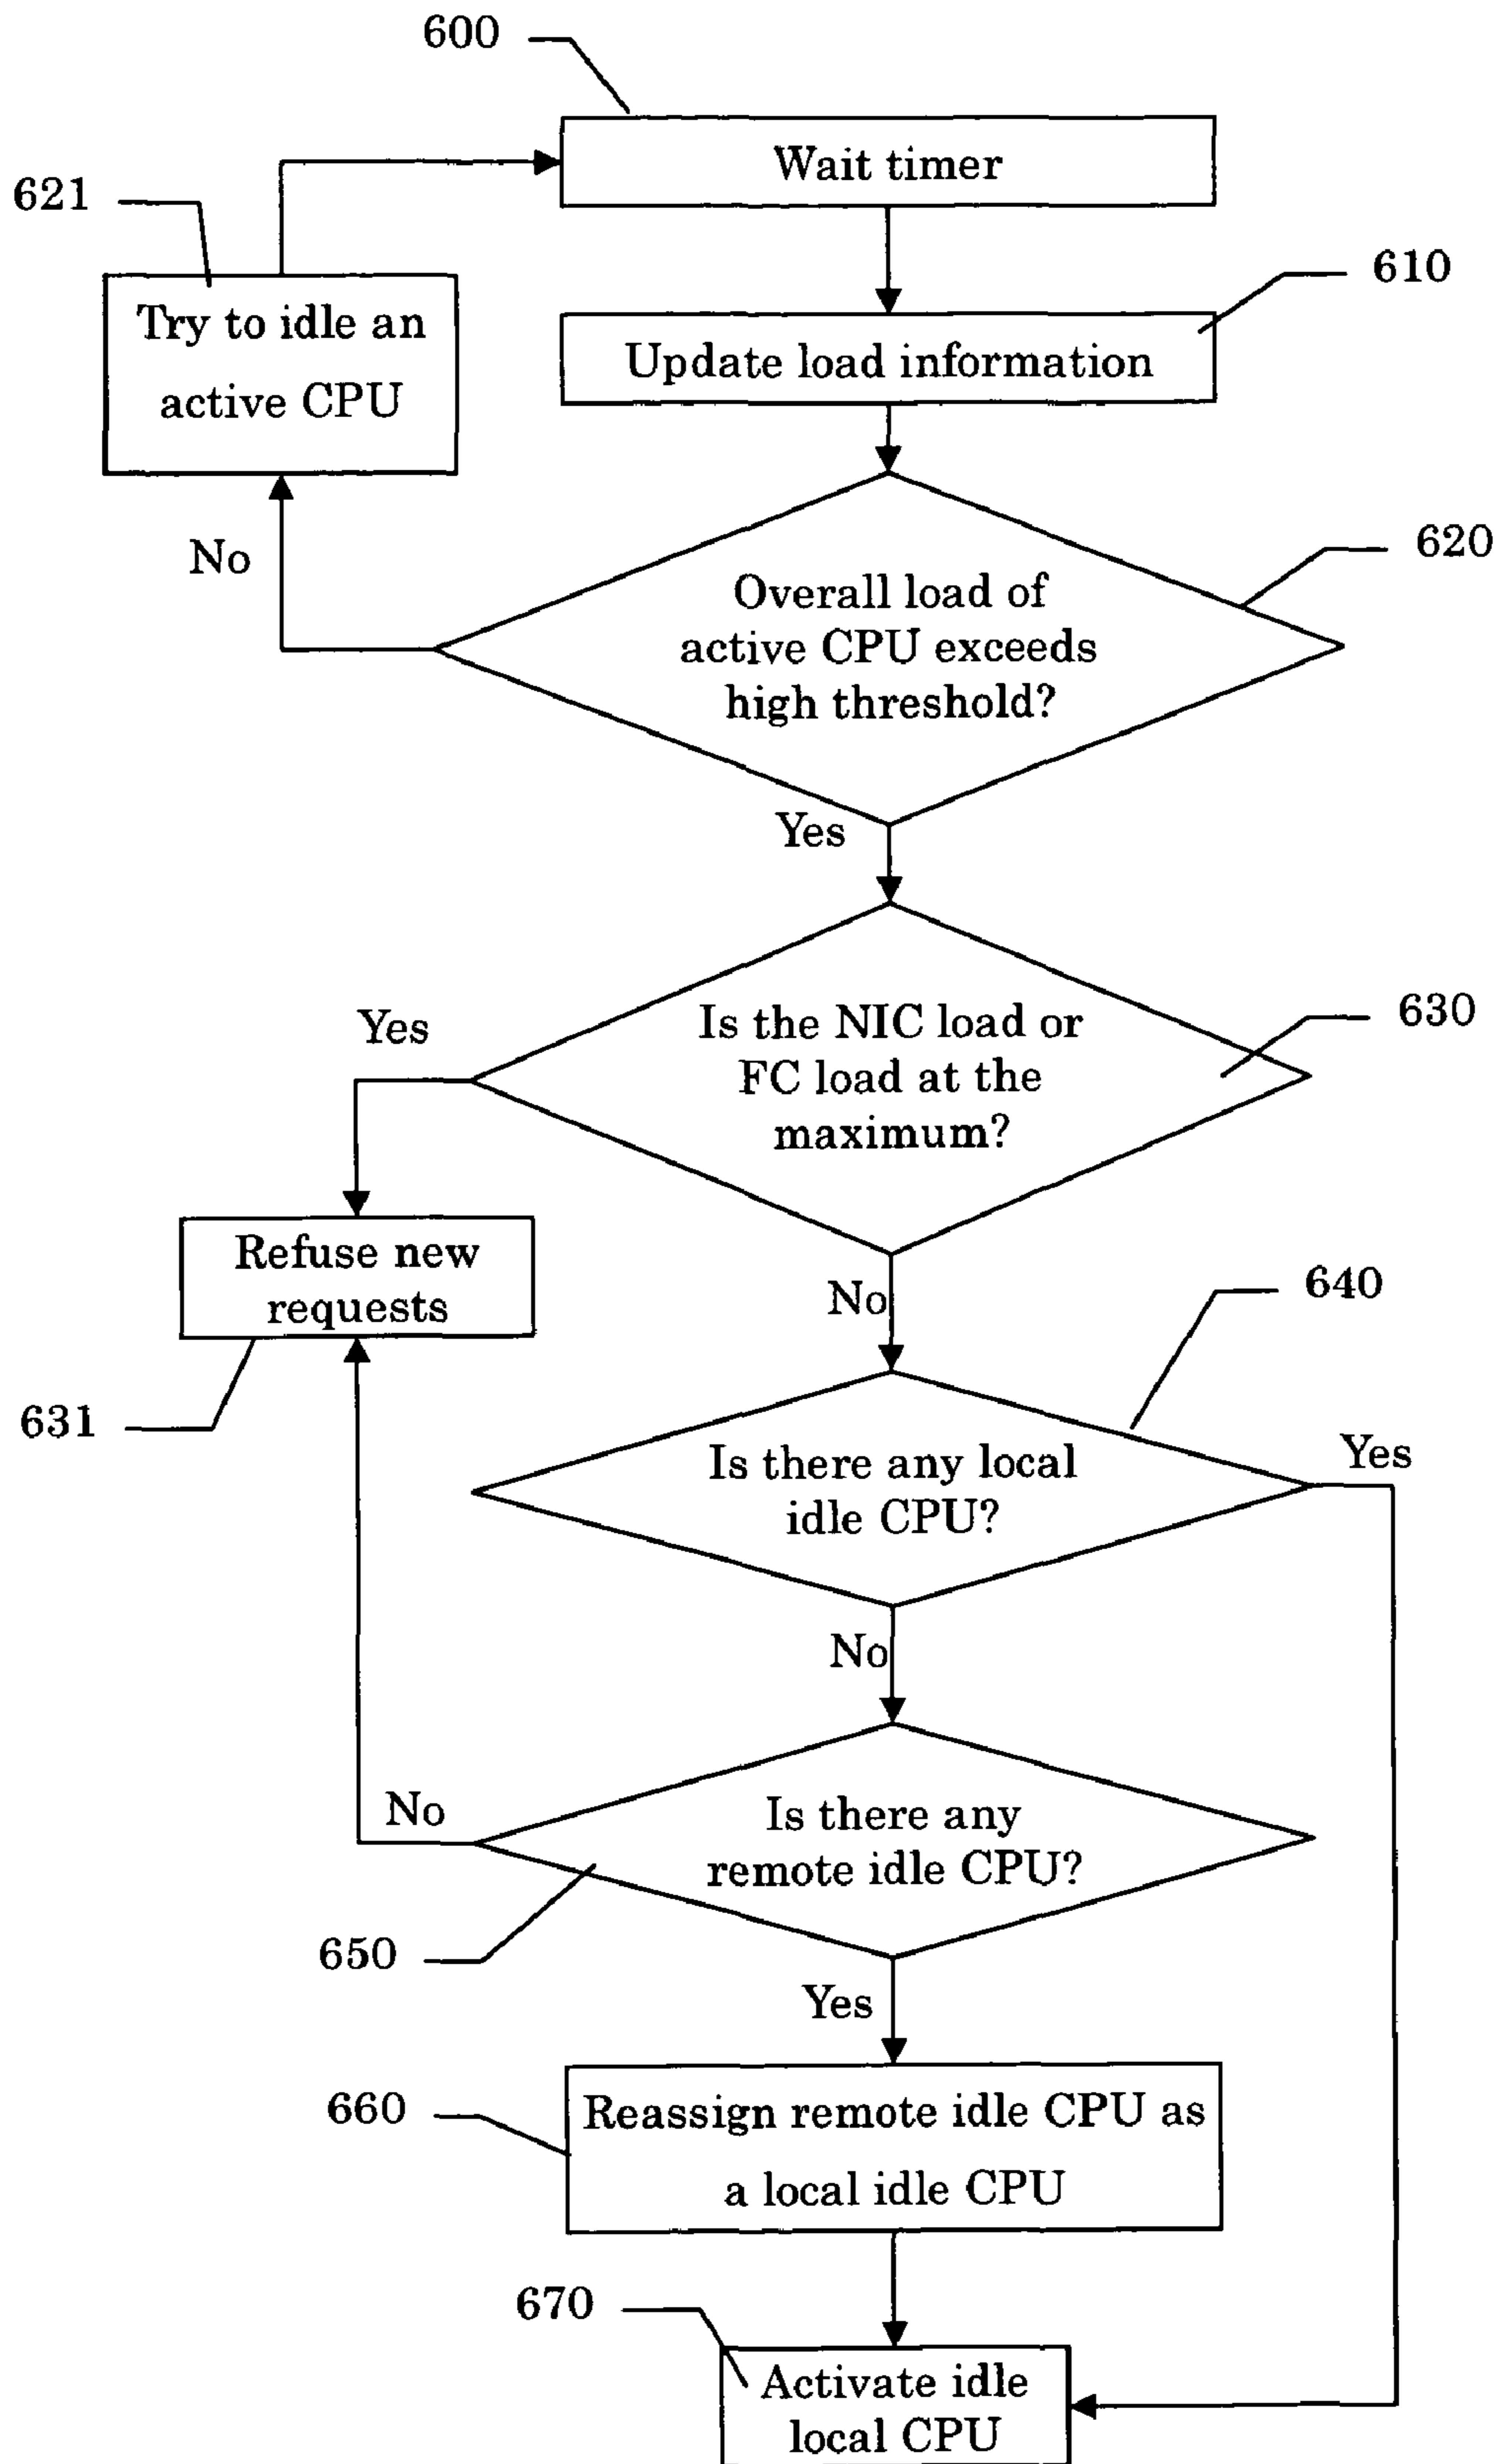 600
Wait timer
621
610
Try to idle an
active CPU
Update load information
No
620
Overall load of
active CPU exceeds
high threshold?
Yes
630
Yes
Is the NIC load or
FC load at the
maximum?
Refuse new
requests
No
640
631
Yes
Is there any local
idle CPU?
No
No
Is there any
remote idle CPU?
650
Yes
660
Reassign remote idle CPU as
a local idle CPU
670
Activate idle
local CPU